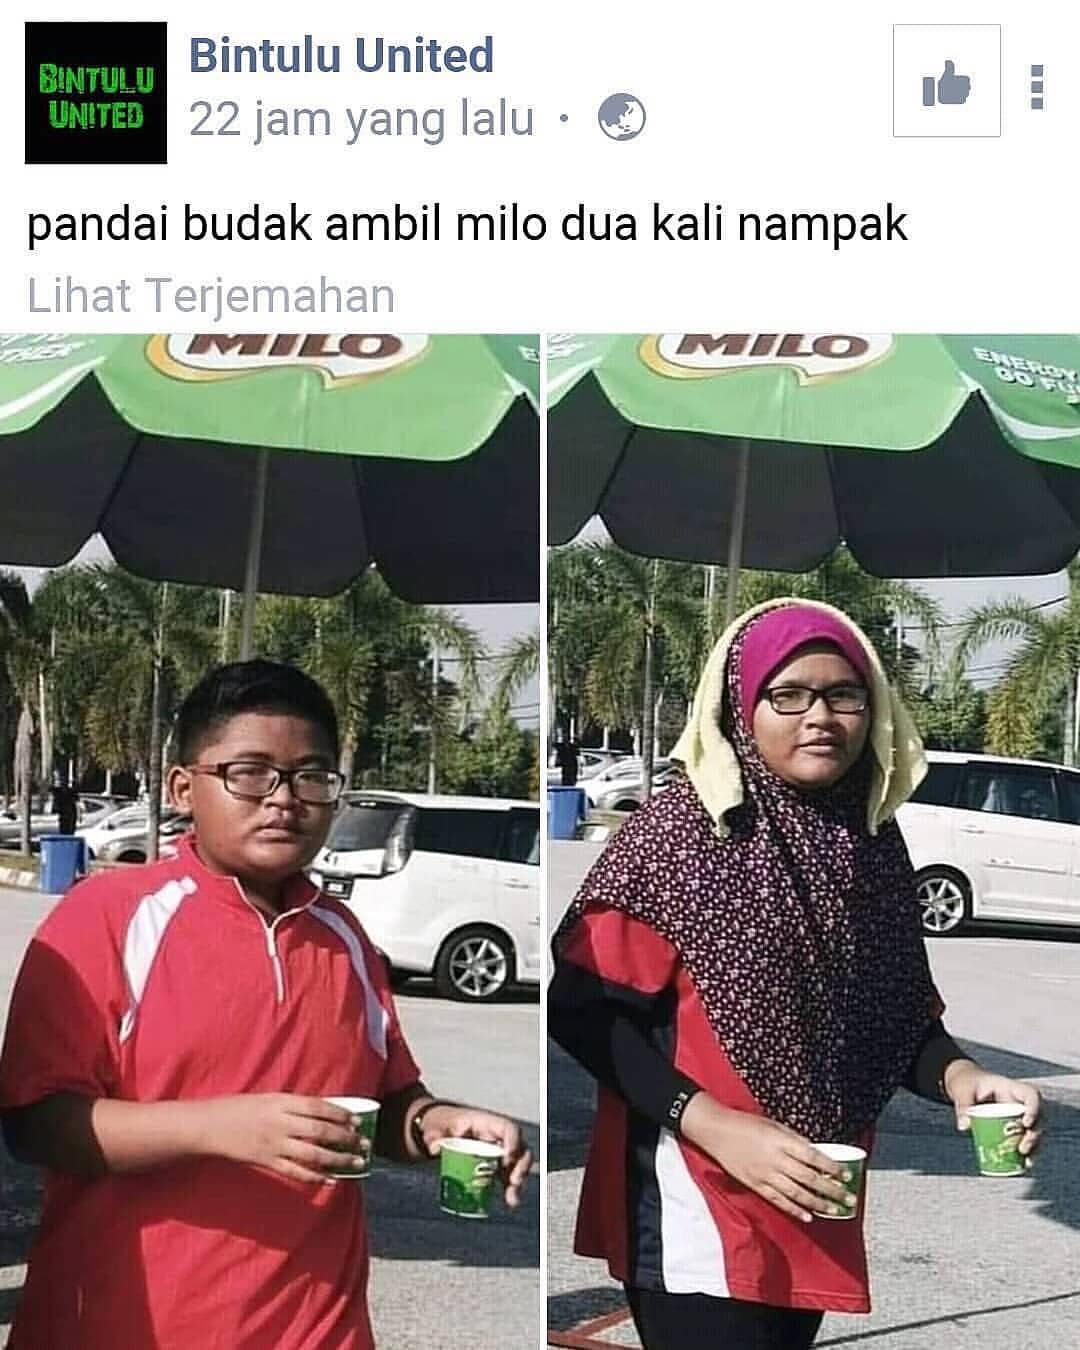 BINTULU
UNITED
Bintulu United
22 jam yang lalu ·
pandai budak ambil milo dua kali nampak
Lihat Terjemahan
MILO
MILO
ENERGY
GO
ECD